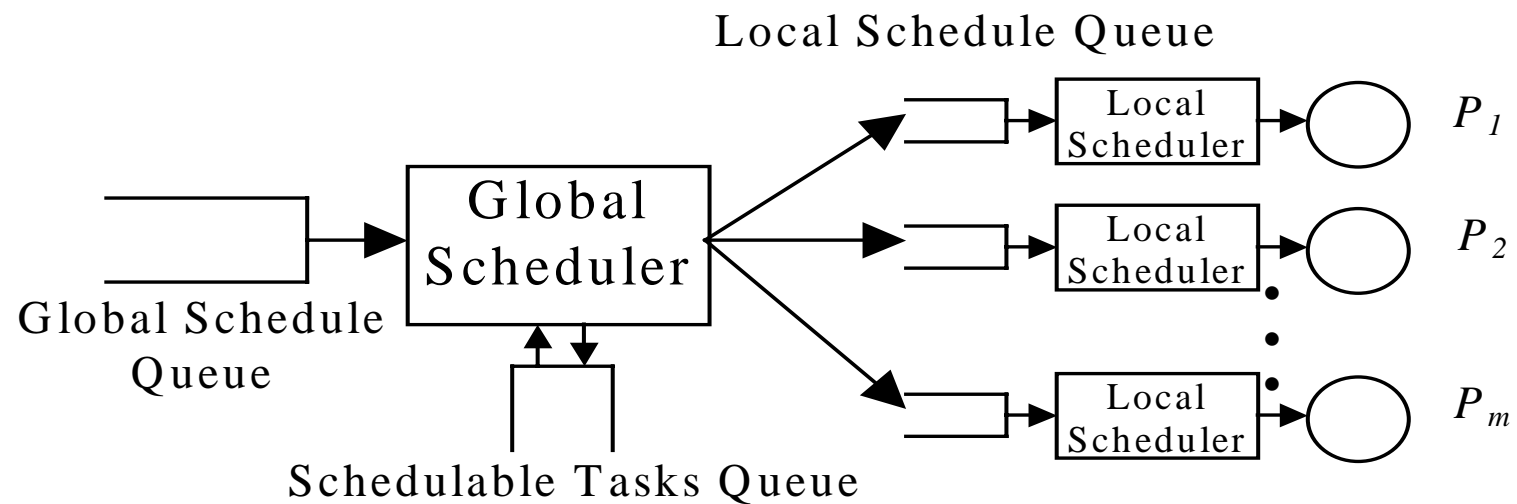 Local Schedule Queue
Local
Scheduler
P1
Global
Scheduler
Local
Scheduler
P2
Global Schedule
Queue
Local
Scheduler
Pm
Schedulable Tasks Queue